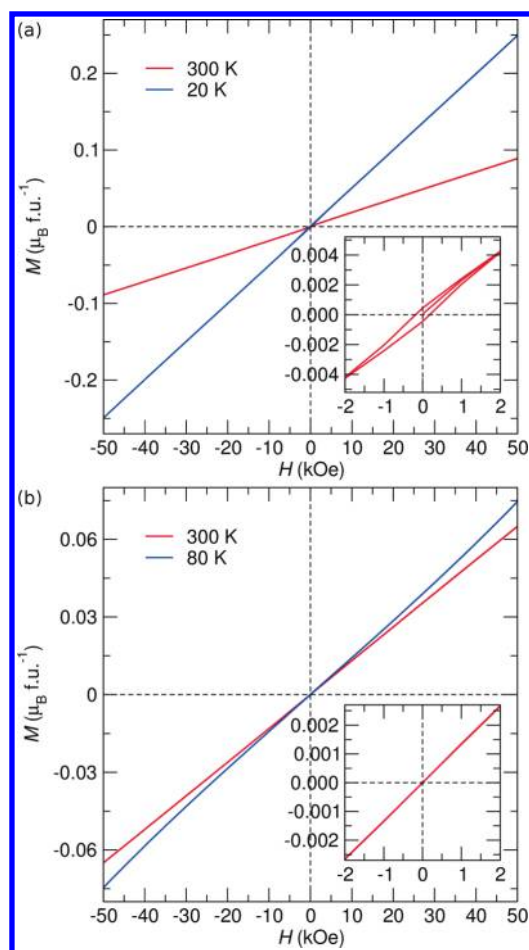 (a)
300 K
20 K
0.2
0.1
0
-0.1
-0.2
M (μB f.u.-1)
0.004
0.002
0.000
-0.002
-0.004
-2 -1 0 1 2
-50 -40 -30 -20 -10 0 10 20 30 40 50
H (kOe)
(b)
300 K
80 K
0.06
0.03
0
-0.03
-0.06
M (μB f.u.-1)
0.002
0.001
0.000
-0.001
-0.002
-2 -1 0 1 2
-50 -40 -30 -20 -10 0 10 20 30 40 50
H (kOe)